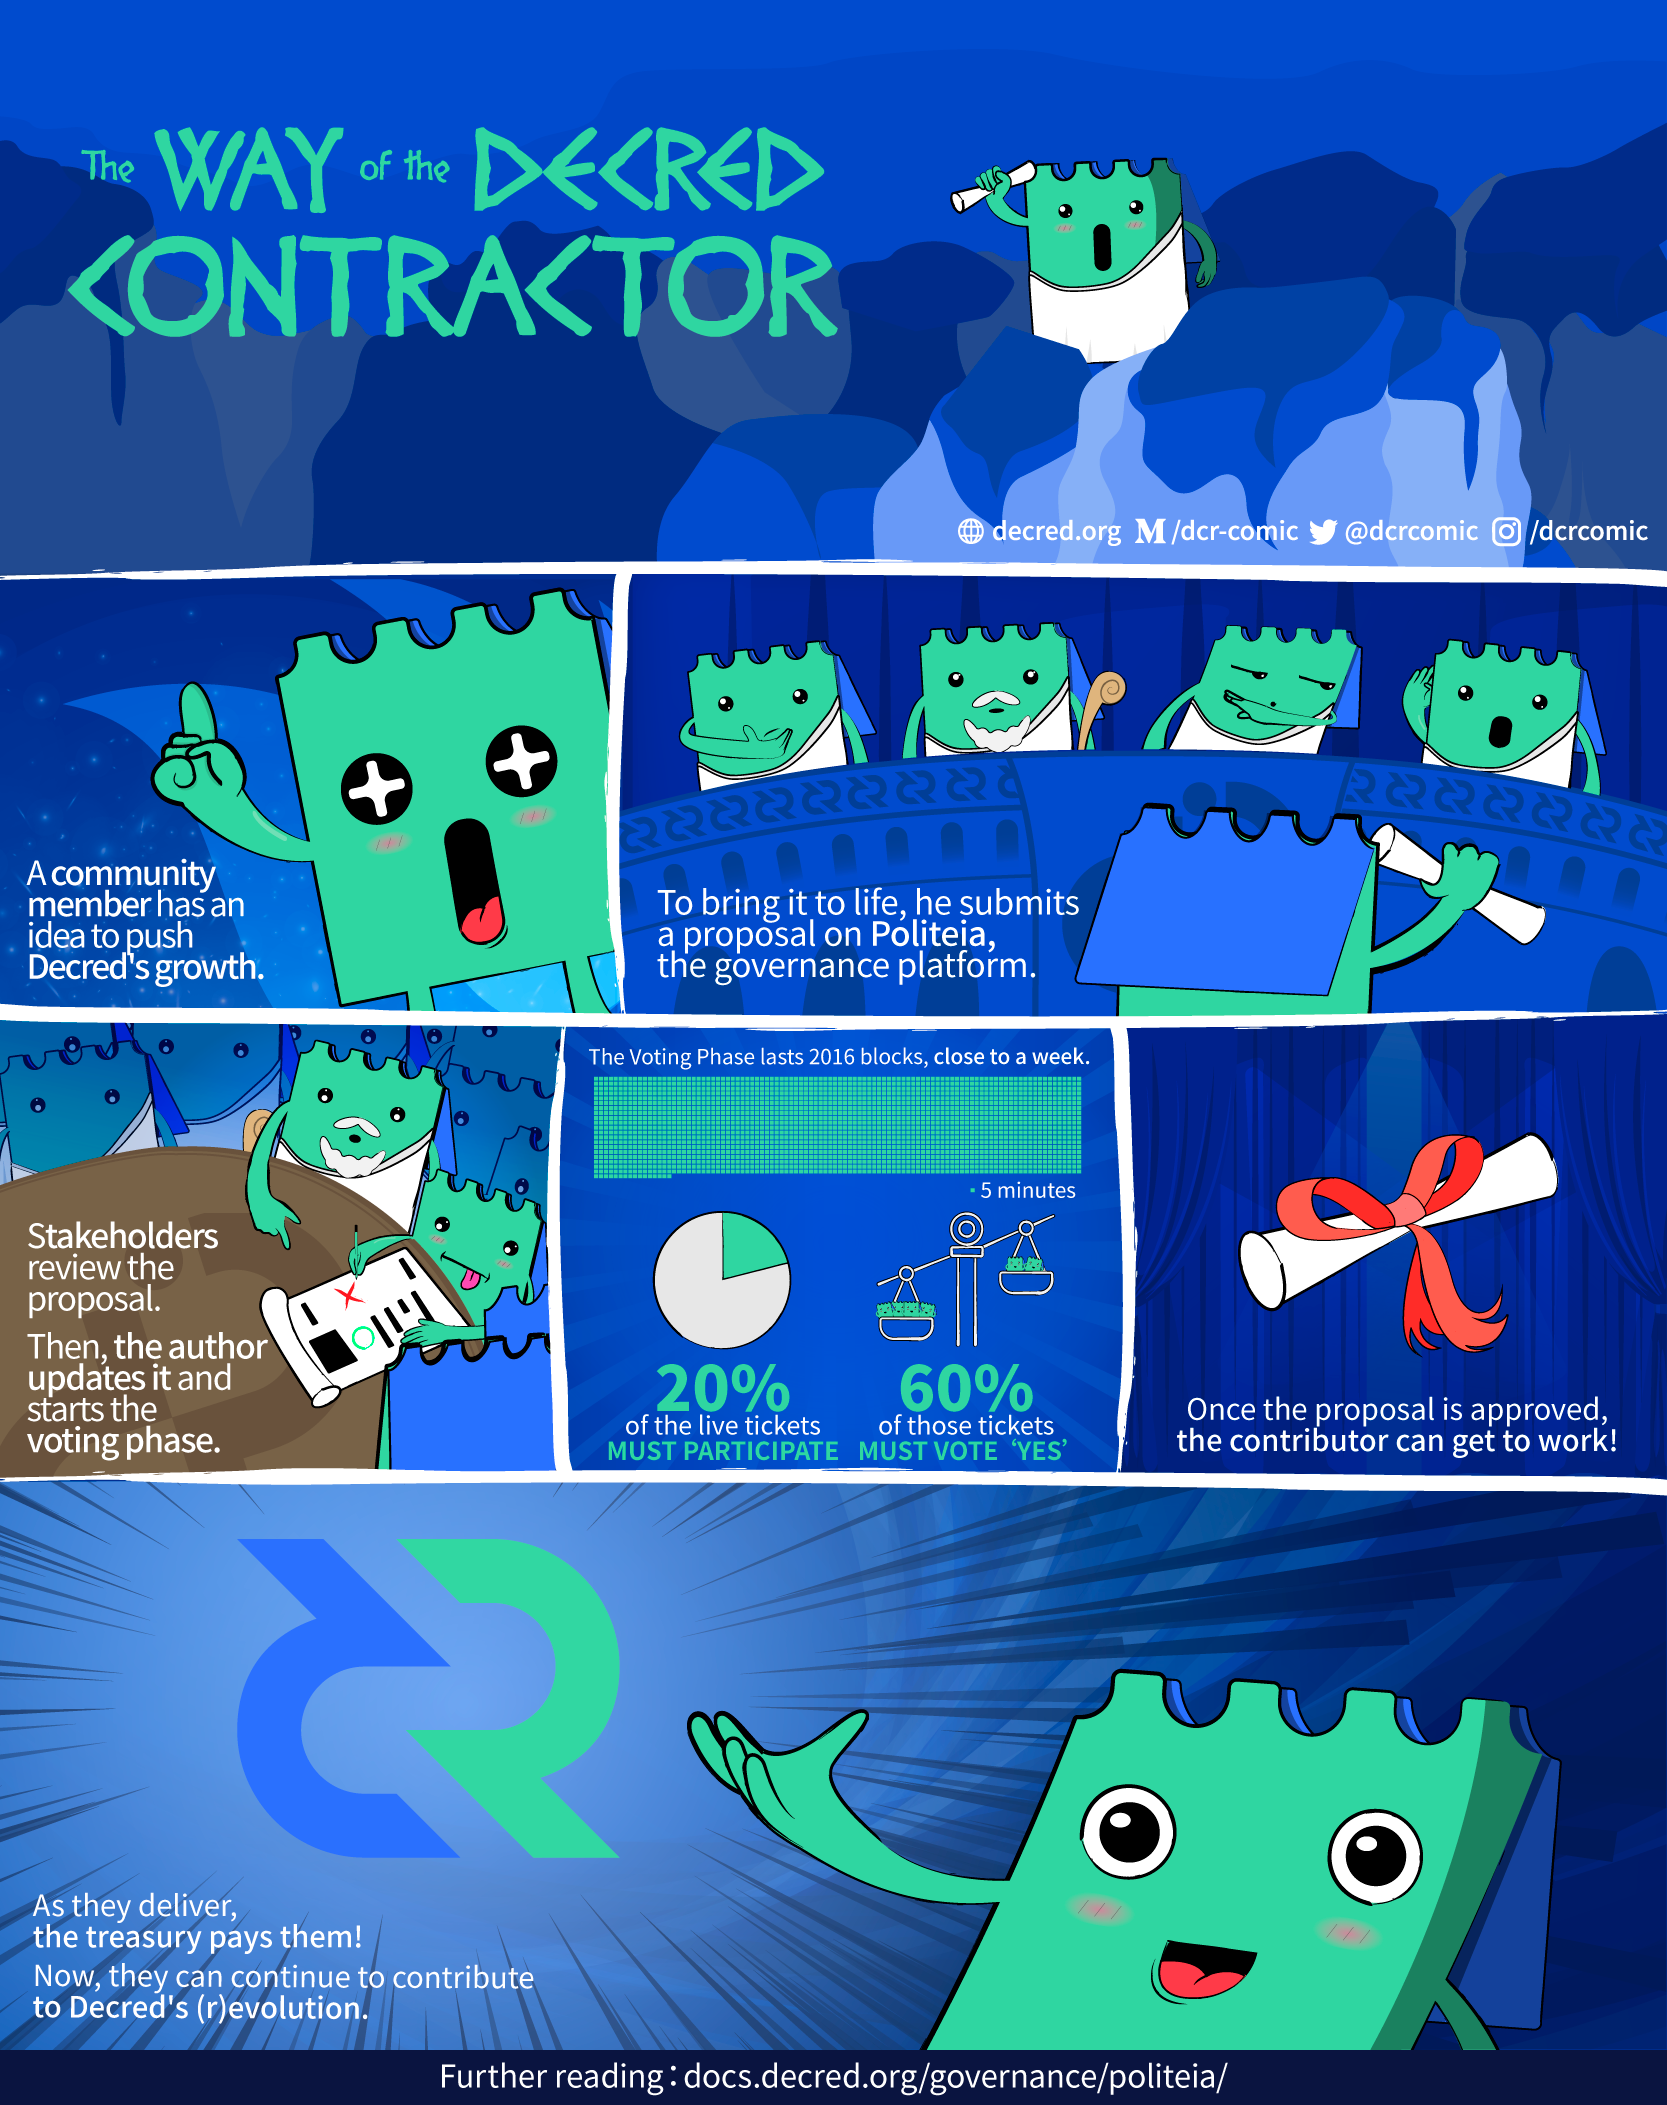 The WAY of the DECRED
CONTRACTOR
decred.org /dcr-comic @dcrcomic /dcrcomic
A community
member has an
idea to push
Decred's growth.
To bring it to life, he submits
a proposal on Politeia,
the governance platform.
Stakeholders
review the
proposal.
Then, the author
updates it and
starts the
voting phase.
The Voting Phase lasts 2016 blocks, close to a week.
5 minutes
20%
of the live tickets
MUST PARTICIPATE
60%
of those tickets
MUST VOTE ‘YES’
Once the proposal is approved,
the contributor can get to work!
As they deliver,
the treasury pays them!
Now, they can continue to contribute
to Decred's (r)evolution.
Further reading: docs.decred.org/governance/politeia/